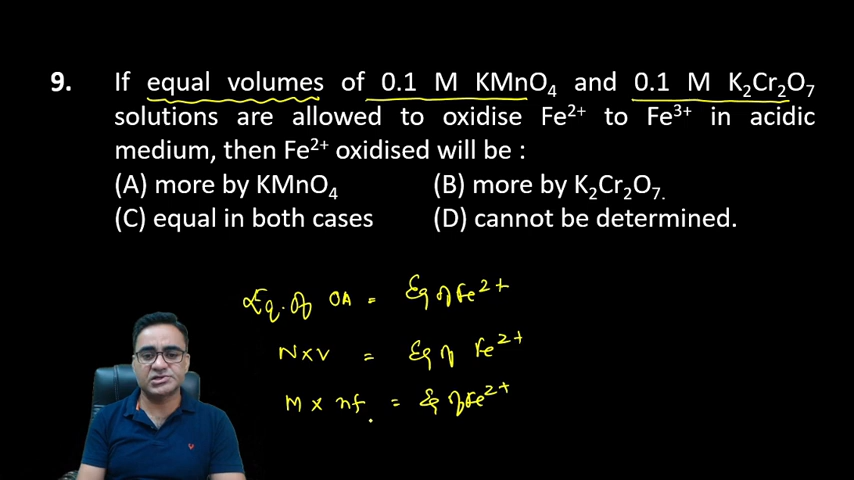 9. If equal volumes of 0.1 M KMnO₄ and 0.1 M K₂Cr₂O₇
solutions are allowed to oxidise Fe²⁺ to Fe³⁺ in acidic
medium, then Fe²⁺ oxidised will be :
(A) more by KMnO₄ (B) more by K₂Cr₂O₇.
(C) equal in both cases (D) cannot be determined.
Eq. of OA = Eq of Fe²⁺
N×V = Eq of Fe²⁺
M × nf. = Eq of Fe²⁺